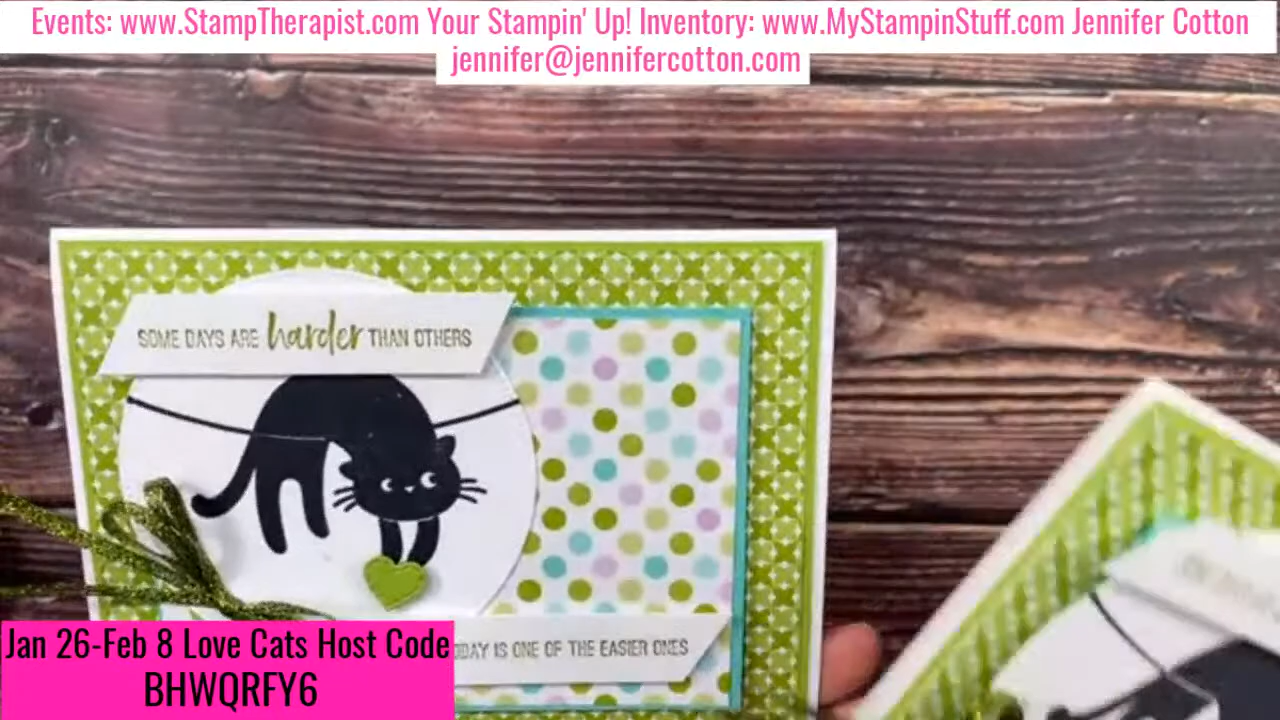 Events: www.StampTherapist.com Your Stampin' Up! Inventory: www.MyStampinStuff.com Jennifer Cotton
jennifer@jennifercotton.com
SOME DAYS ARE harder THAN OTHERS
IS ONE OF THE EASIER ONES
Jan 26-Feb 8 Love Cats Host Code
BHWQRFY6